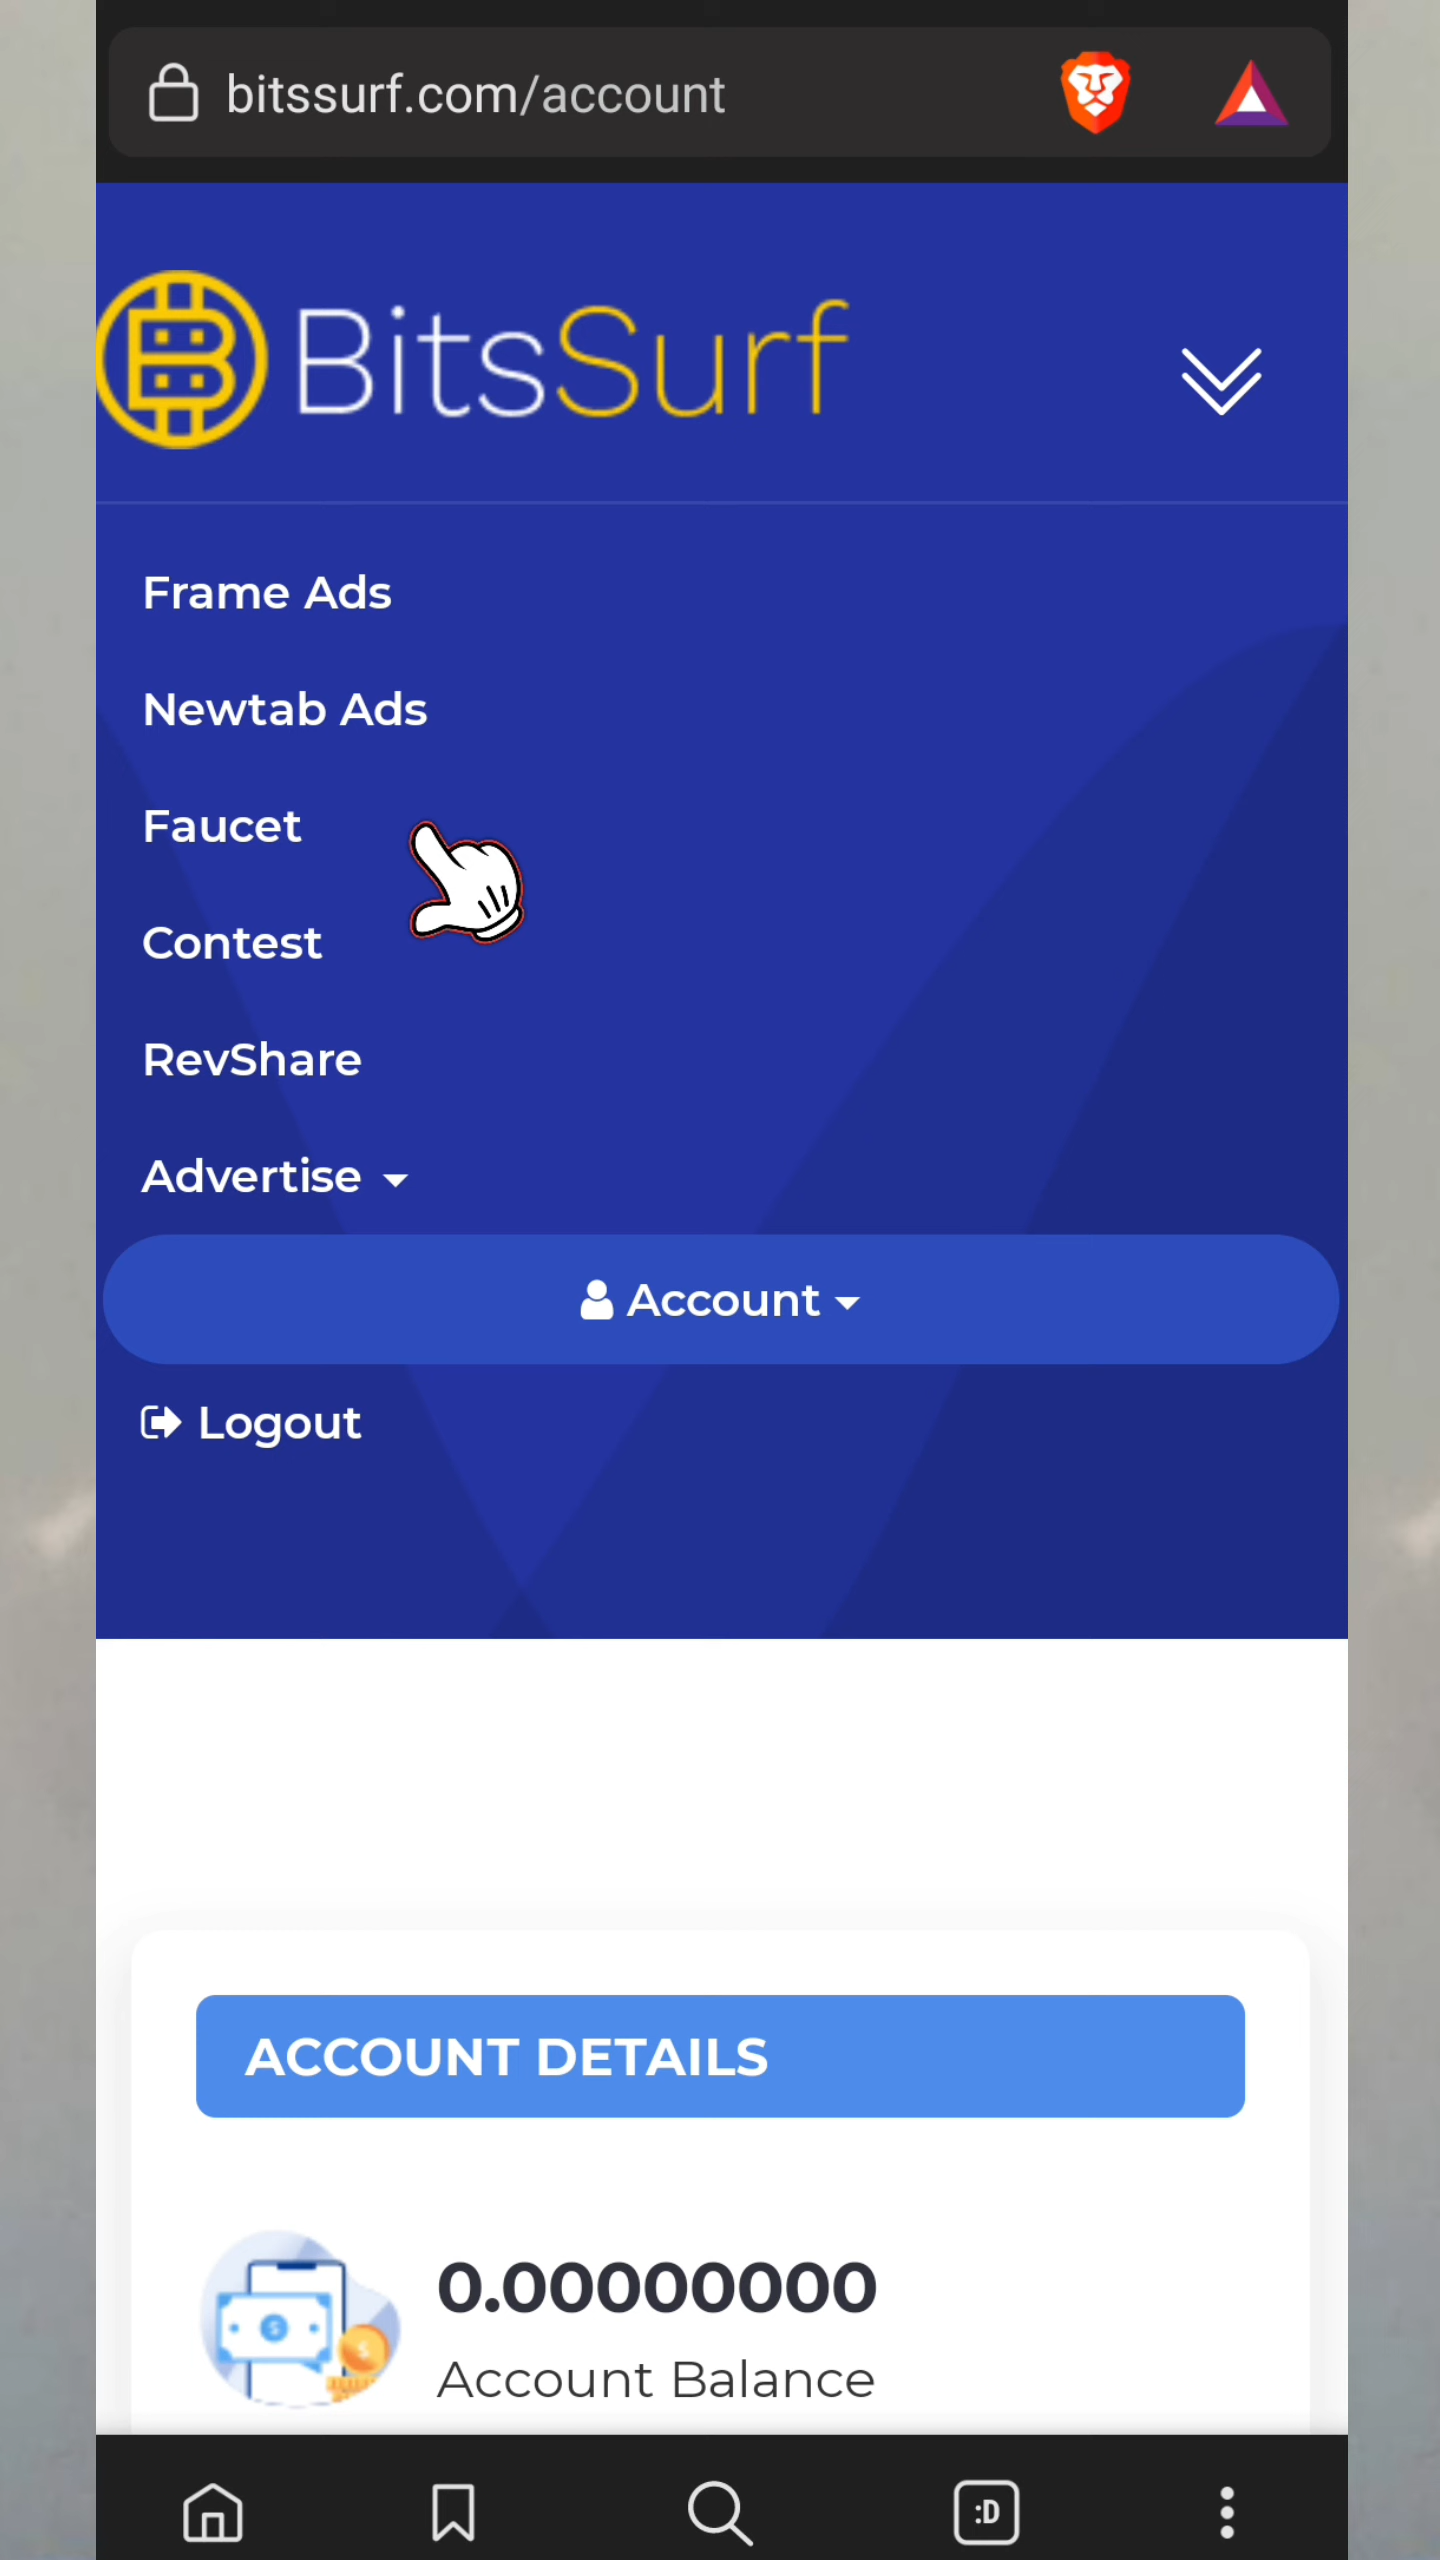 bitssurf.com/account
BitsSurf
Frame Ads
Newtab Ads
Faucet
Contest
RevShare
Advertise
Account
Logout
ACCOUNT DETAILS
0.00000000
Account Balance
:D